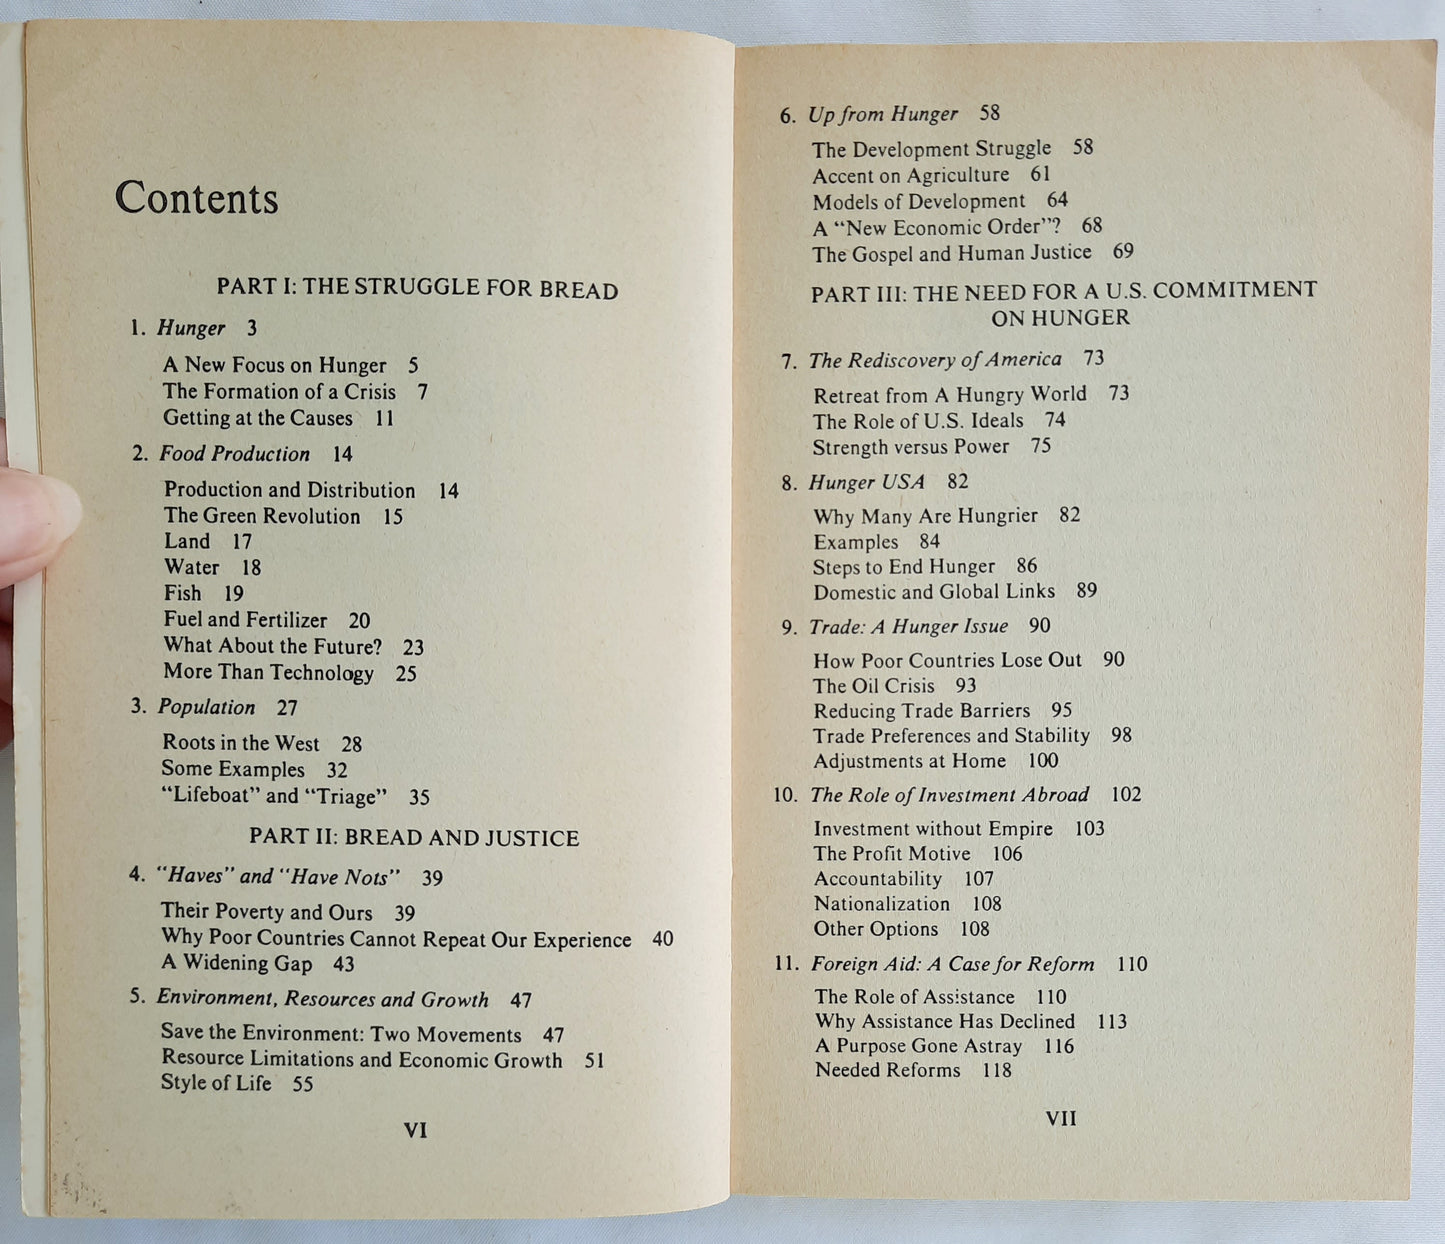 Contents
PART I: THE STRUGGLE FOR BREAD
1. Hunger 3
A New Focus on Hunger 5
The Formation of a Crisis 7
Getting at the Causes 11
2. Food Production 14
Production and Distribution 14
The Green Revolution 15
Land 17
Water 18
Fish 19
Fuel and Fertilizer 20
What About the Future? 23
More Than Technology 25
3. Population 27
Roots in the West 28
Some Examples 32
“Lifeboat” and “Triage” 35
PART II: BREAD AND JUSTICE
4. “Haves” and “Have Nots” 39
Their Poverty and Ours 39
Why Poor Countries Cannot Repeat Our Experience 40
A Widening Gap 43
5. Environment, Resources and Growth 47
Save the Environment: Two Movements 47
Resource Limitations and Economic Growth 51
Style of Life 55
VI
6. Up from Hunger 58
The Development Struggle 58
Accent on Agriculture 61
Models of Development 64
A “New Economic Order”? 68
The Gospel and Human Justice 69
PART III: THE NEED FOR A U.S. COMMITMENT
ON HUNGER
7. The Rediscovery of America 73
Retreat from A Hungry World 73
The Role of U.S. Ideals 74
Strength versus Power 75
8. Hunger USA 82
Why Many Are Hungrier 82
Examples 84
Steps to End Hunger 86
Domestic and Global Links 89
9. Trade: A Hunger Issue 90
How Poor Countries Lose Out 90
The Oil Crisis 93
Reducing Trade Barriers 95
Trade Preferences and Stability 98
Adjustments at Home 100
10. The Role of Investment Abroad 102
Investment without Empire 103
The Profit Motive 106
Accountability 107
Nationalization 108
Other Options 108
11. Foreign Aid: A Case for Reform 110
The Role of Assistance 110
Why Assistance Has Declined 113
A Purpose Gone Astray 116
Needed Reforms 118
VII